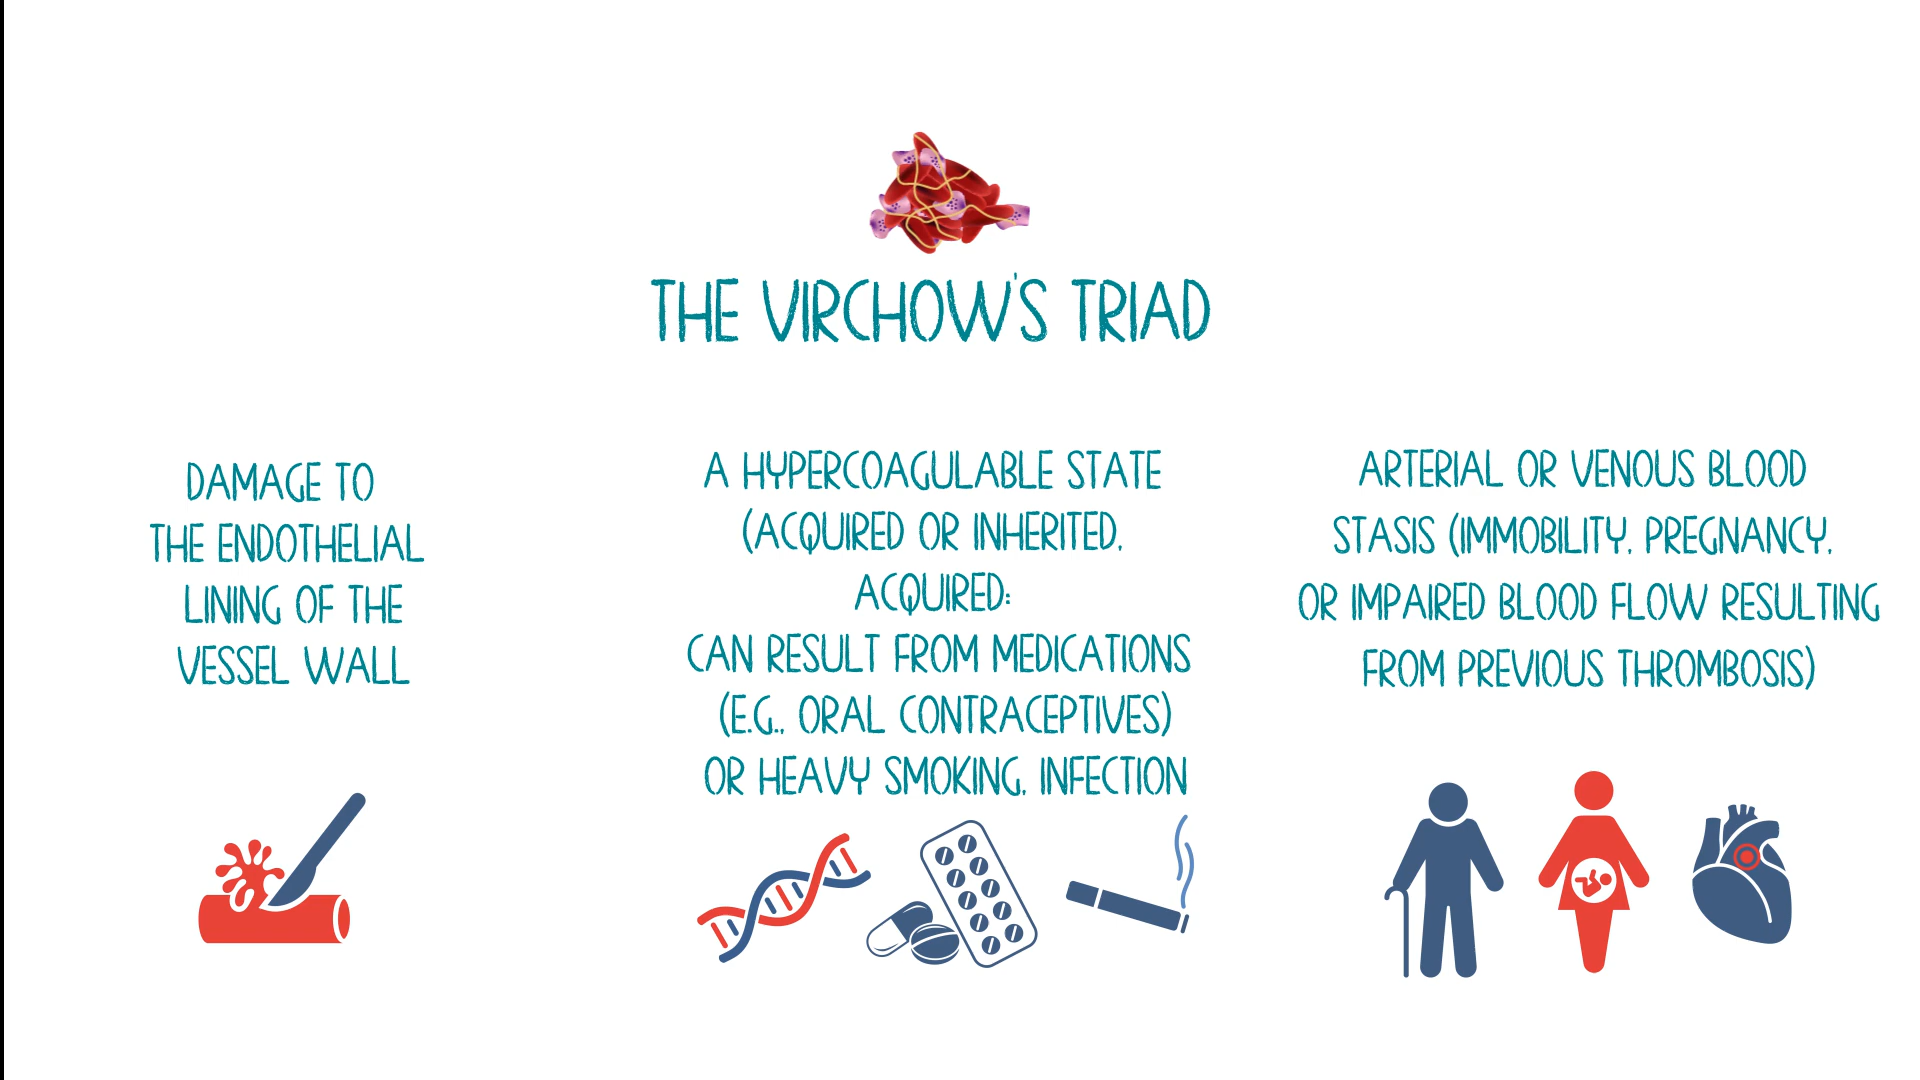 THE VIRCHOW'S TRIAD
DAMAGE TO
THE ENDOTHELIAL
LINING OF THE
VESSEL WALL
A HYPERCOAGULABLE STATE
(ACQUIRED OR INHERITED,
ACQUIRED:
CAN RESULT FROM MEDICATIONS
(E.G., ORAL CONTRACEPTIVES)
OR HEAVY SMOKING, INFECTION
ARTERIAL OR VENOUS BLOOD
STASIS (IMMOBILITY, PREGNANCY,
OR IMPAIRED BLOOD FLOW RESULTING
FROM PREVIOUS THROMBOSIS)